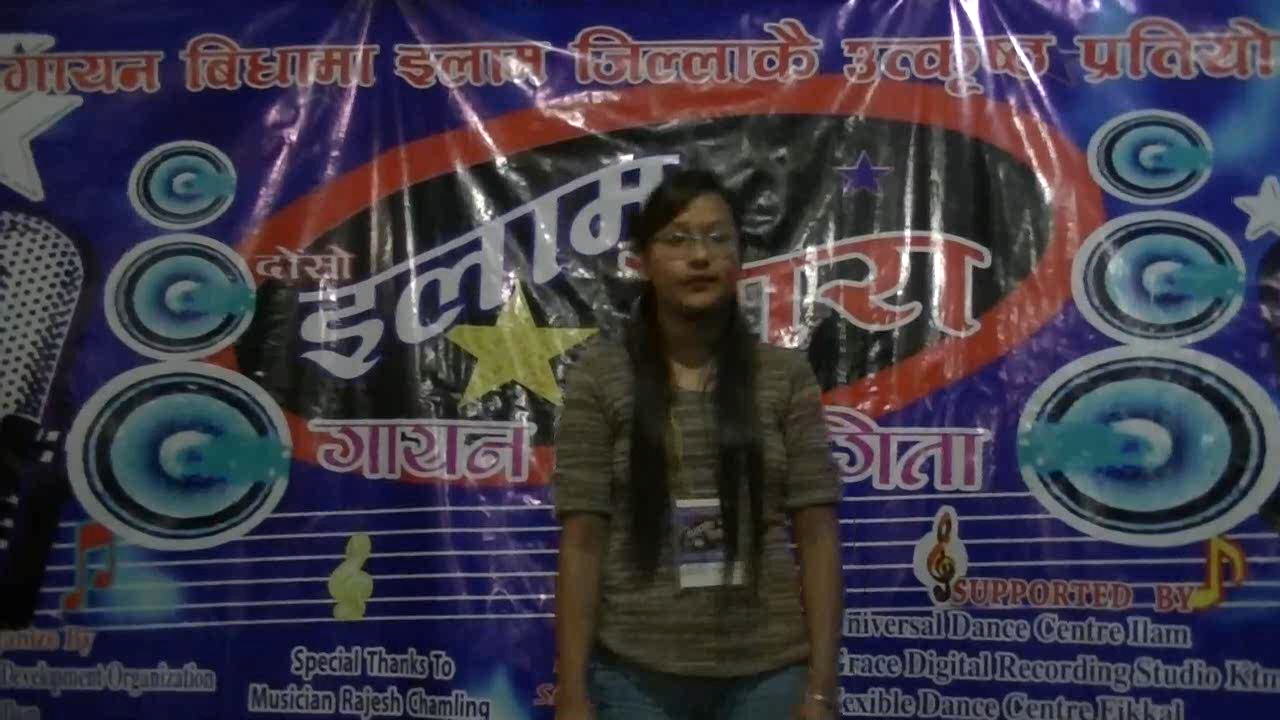 गायन बिधामा इलाम जिल्लाकै उत्कृष्ठ प्रतियो
दोस्रो
इलाम
तारा
गायन
गिता
SUPPORTED BY
Universal Dance Centre Ilam
Grace Digital Recording Studio Ktm
Flexible Dance Centre Fikkal
Organize By
Development Organization
Special Thanks To
Musician Rajesh Chamling